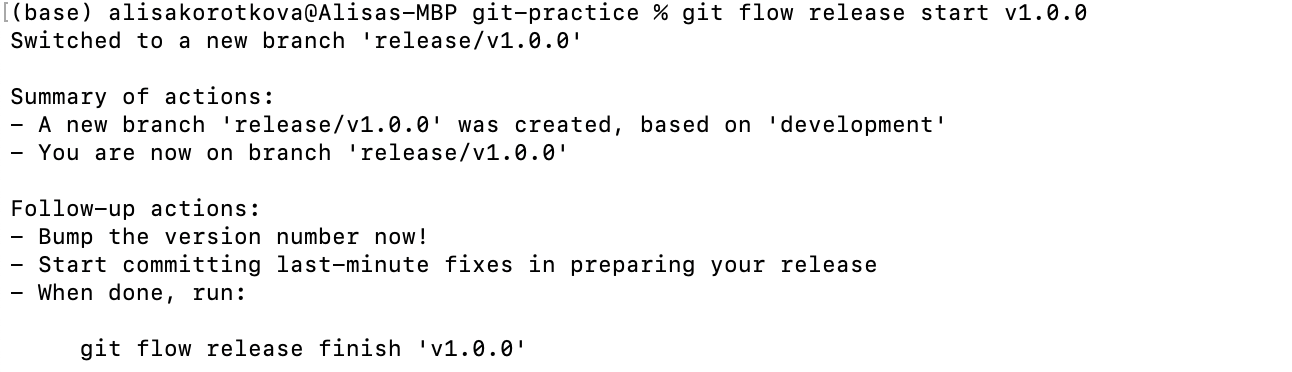 [(base) alisakorotkova@Alisas-MBP git-practice % git flow release start v1.0.0
Switched to a new branch 'release/v1.0.0'
Summary of actions:
- A new branch 'release/v1.0.0' was created, based on 'development'
- You are now on branch 'release/v1.0.0'
Follow-up actions:
- Bump the version number now!
- Start committing last-minute fixes in preparing your release
- When done, run:
git flow release finish 'v1.0.0'